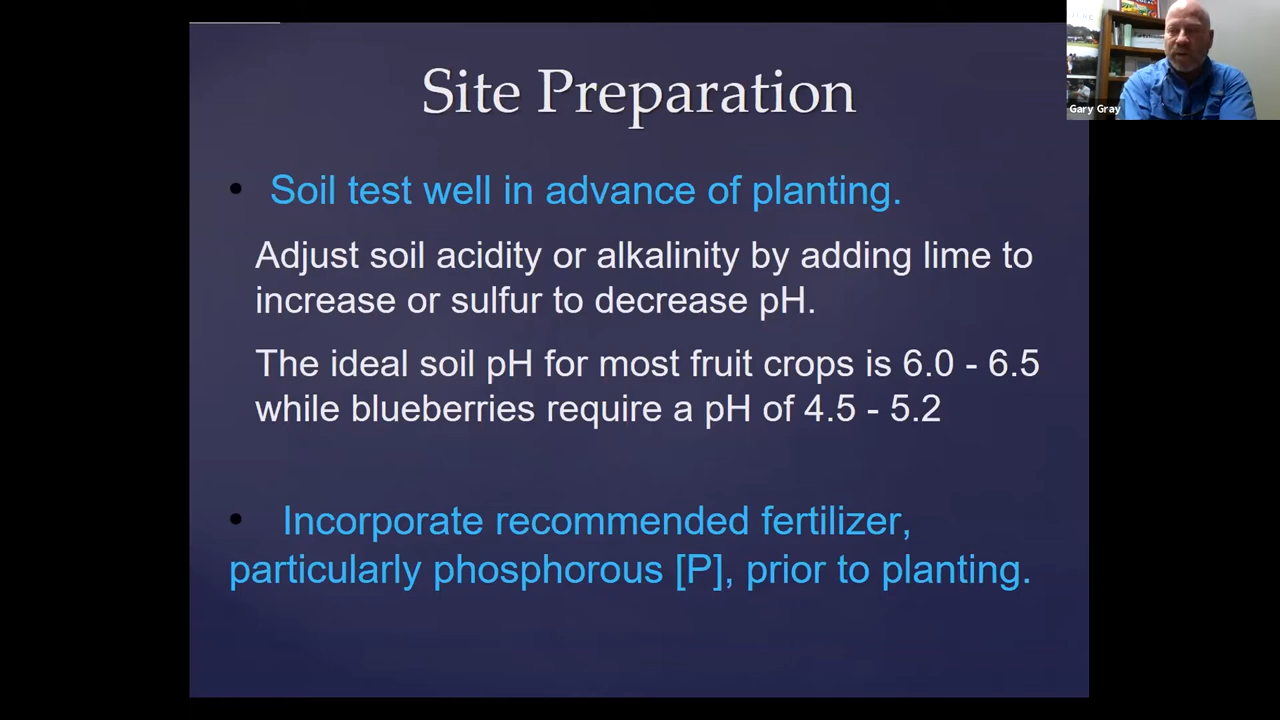 Site Preparation
Gary Gray
• Soil test well in advance of planting.
Adjust soil acidity or alkalinity by adding lime to
increase or sulfur to decrease pH.
The ideal soil pH for most fruit crops is 6.0 - 6.5
while blueberries require a pH of 4.5 - 5.2
• Incorporate recommended fertilizer,
particularly phosphorous [P], prior to planting.